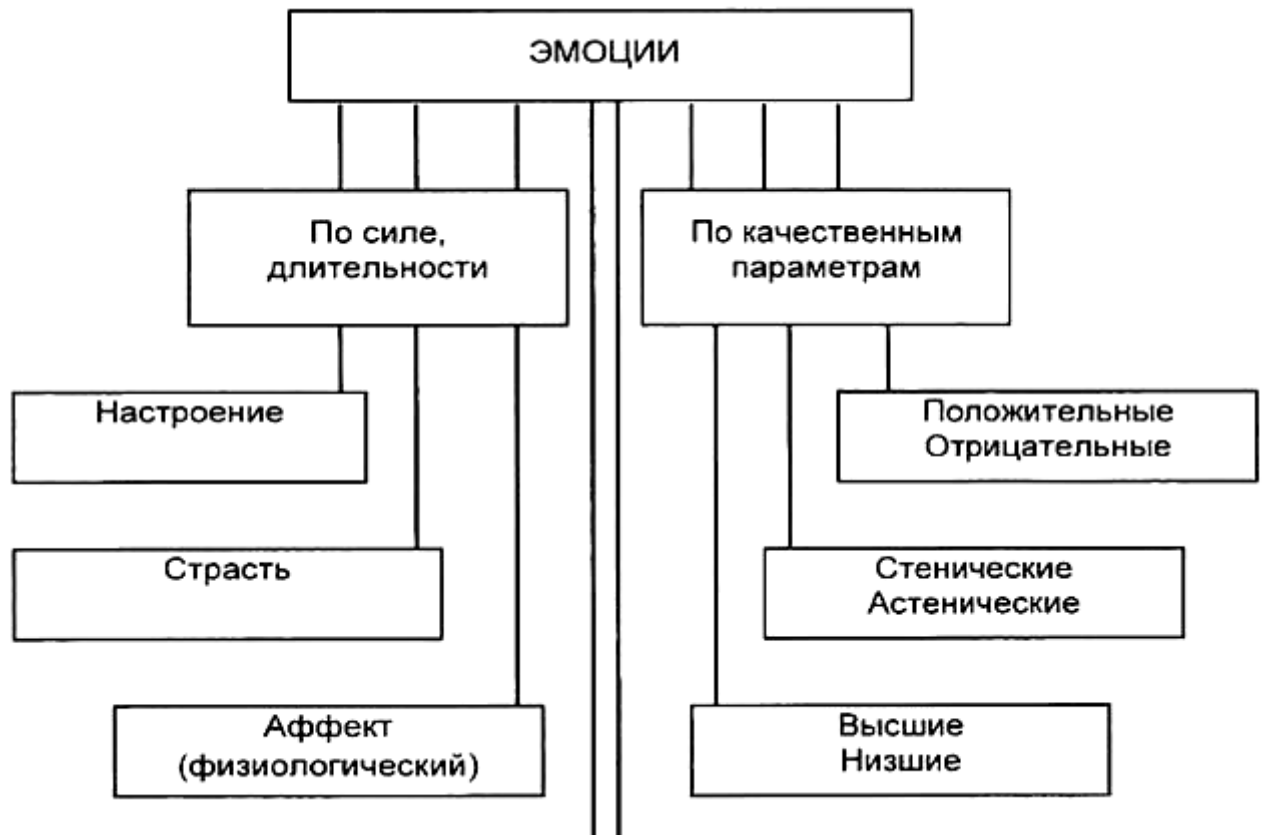 ЭМОЦИИ
По силе,
длительности
По качественным
параметрам
Настроение
Положительные
Отрицательные
Страсть
Стенические
Астенические
Аффект
(физиологический)
Высшие
Низшие